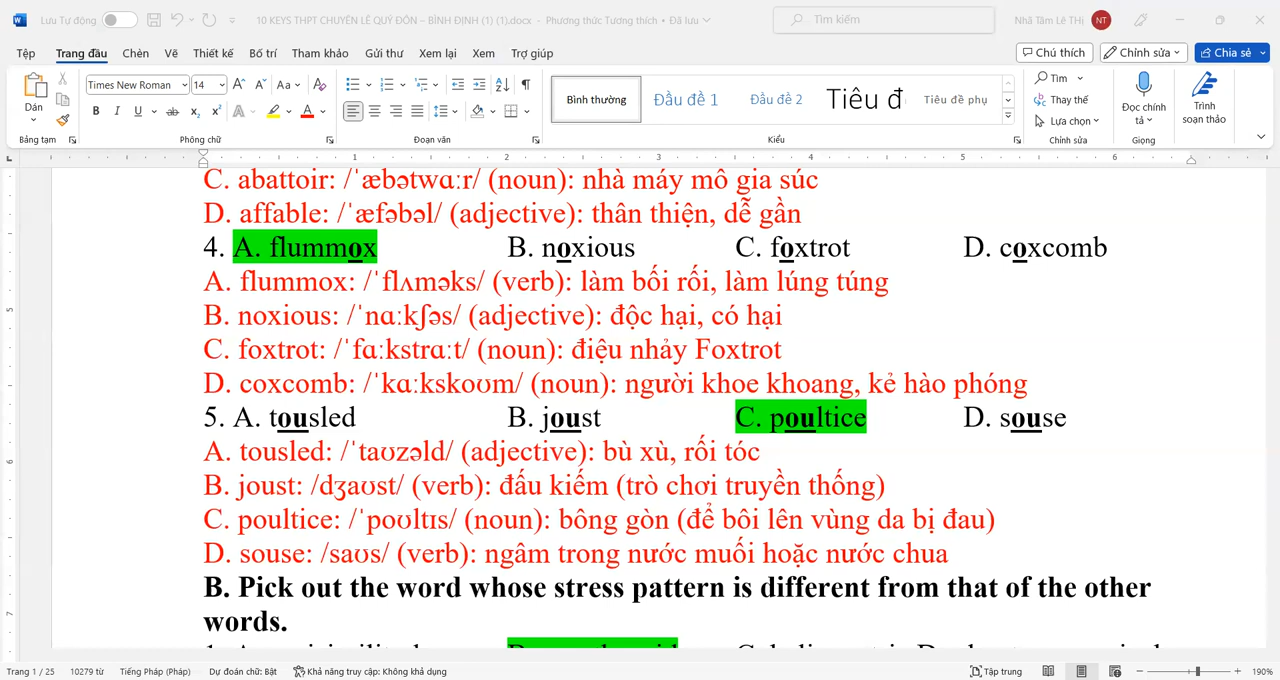 Lưu Tự động
10 KEYS THPT CHUYÊN LÊ QUÝ ĐÔN – BÌNH ĐỊNH (1) (1).docx - Phương thức Tương thích • Đã lưu
Tìm kiếm
Nhã Tâm Lê THị
NT
Tệp Trang đầu Chèn Vẽ Thiết kế Bố trí Tham khảo Gửi thư Xem lại Xem Trợ giúp
Chú thích Chỉnh sửa Chia sẻ
Dán
Times New Roman 14
Bình thường Đầu đề 1 Đầu đề 2 Tiêu đ Tiêu đề phụ
Tìm
Thay thế
Lựa chọn
Đọc chính tả
Trình soạn thảo
Bảng tạm Phông chữ Đoạn văn Kiểu Chỉnh sửa Giọng
1 2 3 4 5 6
C. abattoir: /ˈæbətwɑːr/ (noun): nhà máy mô gia súc
D. affable: /ˈæfəbəl/ (adjective): thân thiện, dễ gần
4. A. flummox B. noxious C. foxtrot D. coxcomb
A. flummox: /ˈflʌməks/ (verb): làm bối rối, làm lúng túng
B. noxious: /ˈnɑːkʃəs/ (adjective): độc hại, có hại
C. foxtrot: /ˈfɑːkstrɑːt/ (noun): điệu nhảy Foxtrot
D. coxcomb: /ˈkɑːkskoʊm/ (noun): người khoe khoang, kẻ hào phóng
5. A. tousled B. joust C. poultice D. souse
A. tousled: /ˈtaʊzəld/ (adjective): bù xù, rối tóc
B. joust: /dʒaʊst/ (verb): đấu kiếm (trò chơi truyền thống)
C. poultice: /ˈpoʊltɪs/ (noun): bông gòn (để bôi lên vùng da bị đau)
D. souse: /saʊs/ (verb): ngâm trong nước muối hoặc nước chua
B. Pick out the word whose stress pattern is different from that of the other
words.
Trang 1 / 25 10279 từ Tiếng Pháp (Pháp) Dự đoán chữ: Bật Khả năng truy cập: Không khả dụng Tập trung 190%